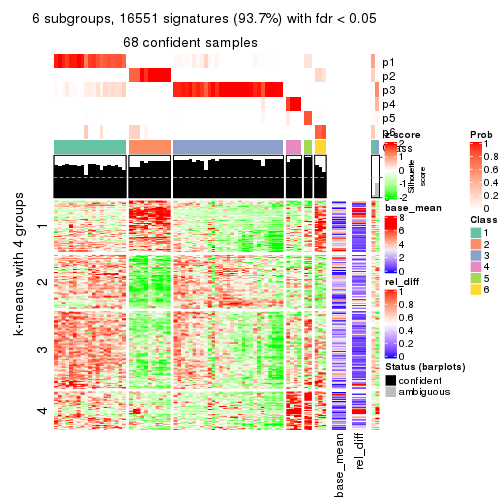 6 subgroups, 16551 signatures (93.7%) with fdr < 0.05
68 confident samples
p1
p2
p3
p4
p5
p6
Class
z-score
2
1
0
-1
-2
Silhouette
score
Prob
1
0.8
0.6
0.4
0.2
0
Class
1
2
3
4
5
6
base_mean
8
6
4
2
0
rel_diff
1
0.8
0.6
0.4
0.2
0
Status (barplots)
confident
ambiguous
k-means with 4 groups
1
2
3
4
base_mean
rel_diff